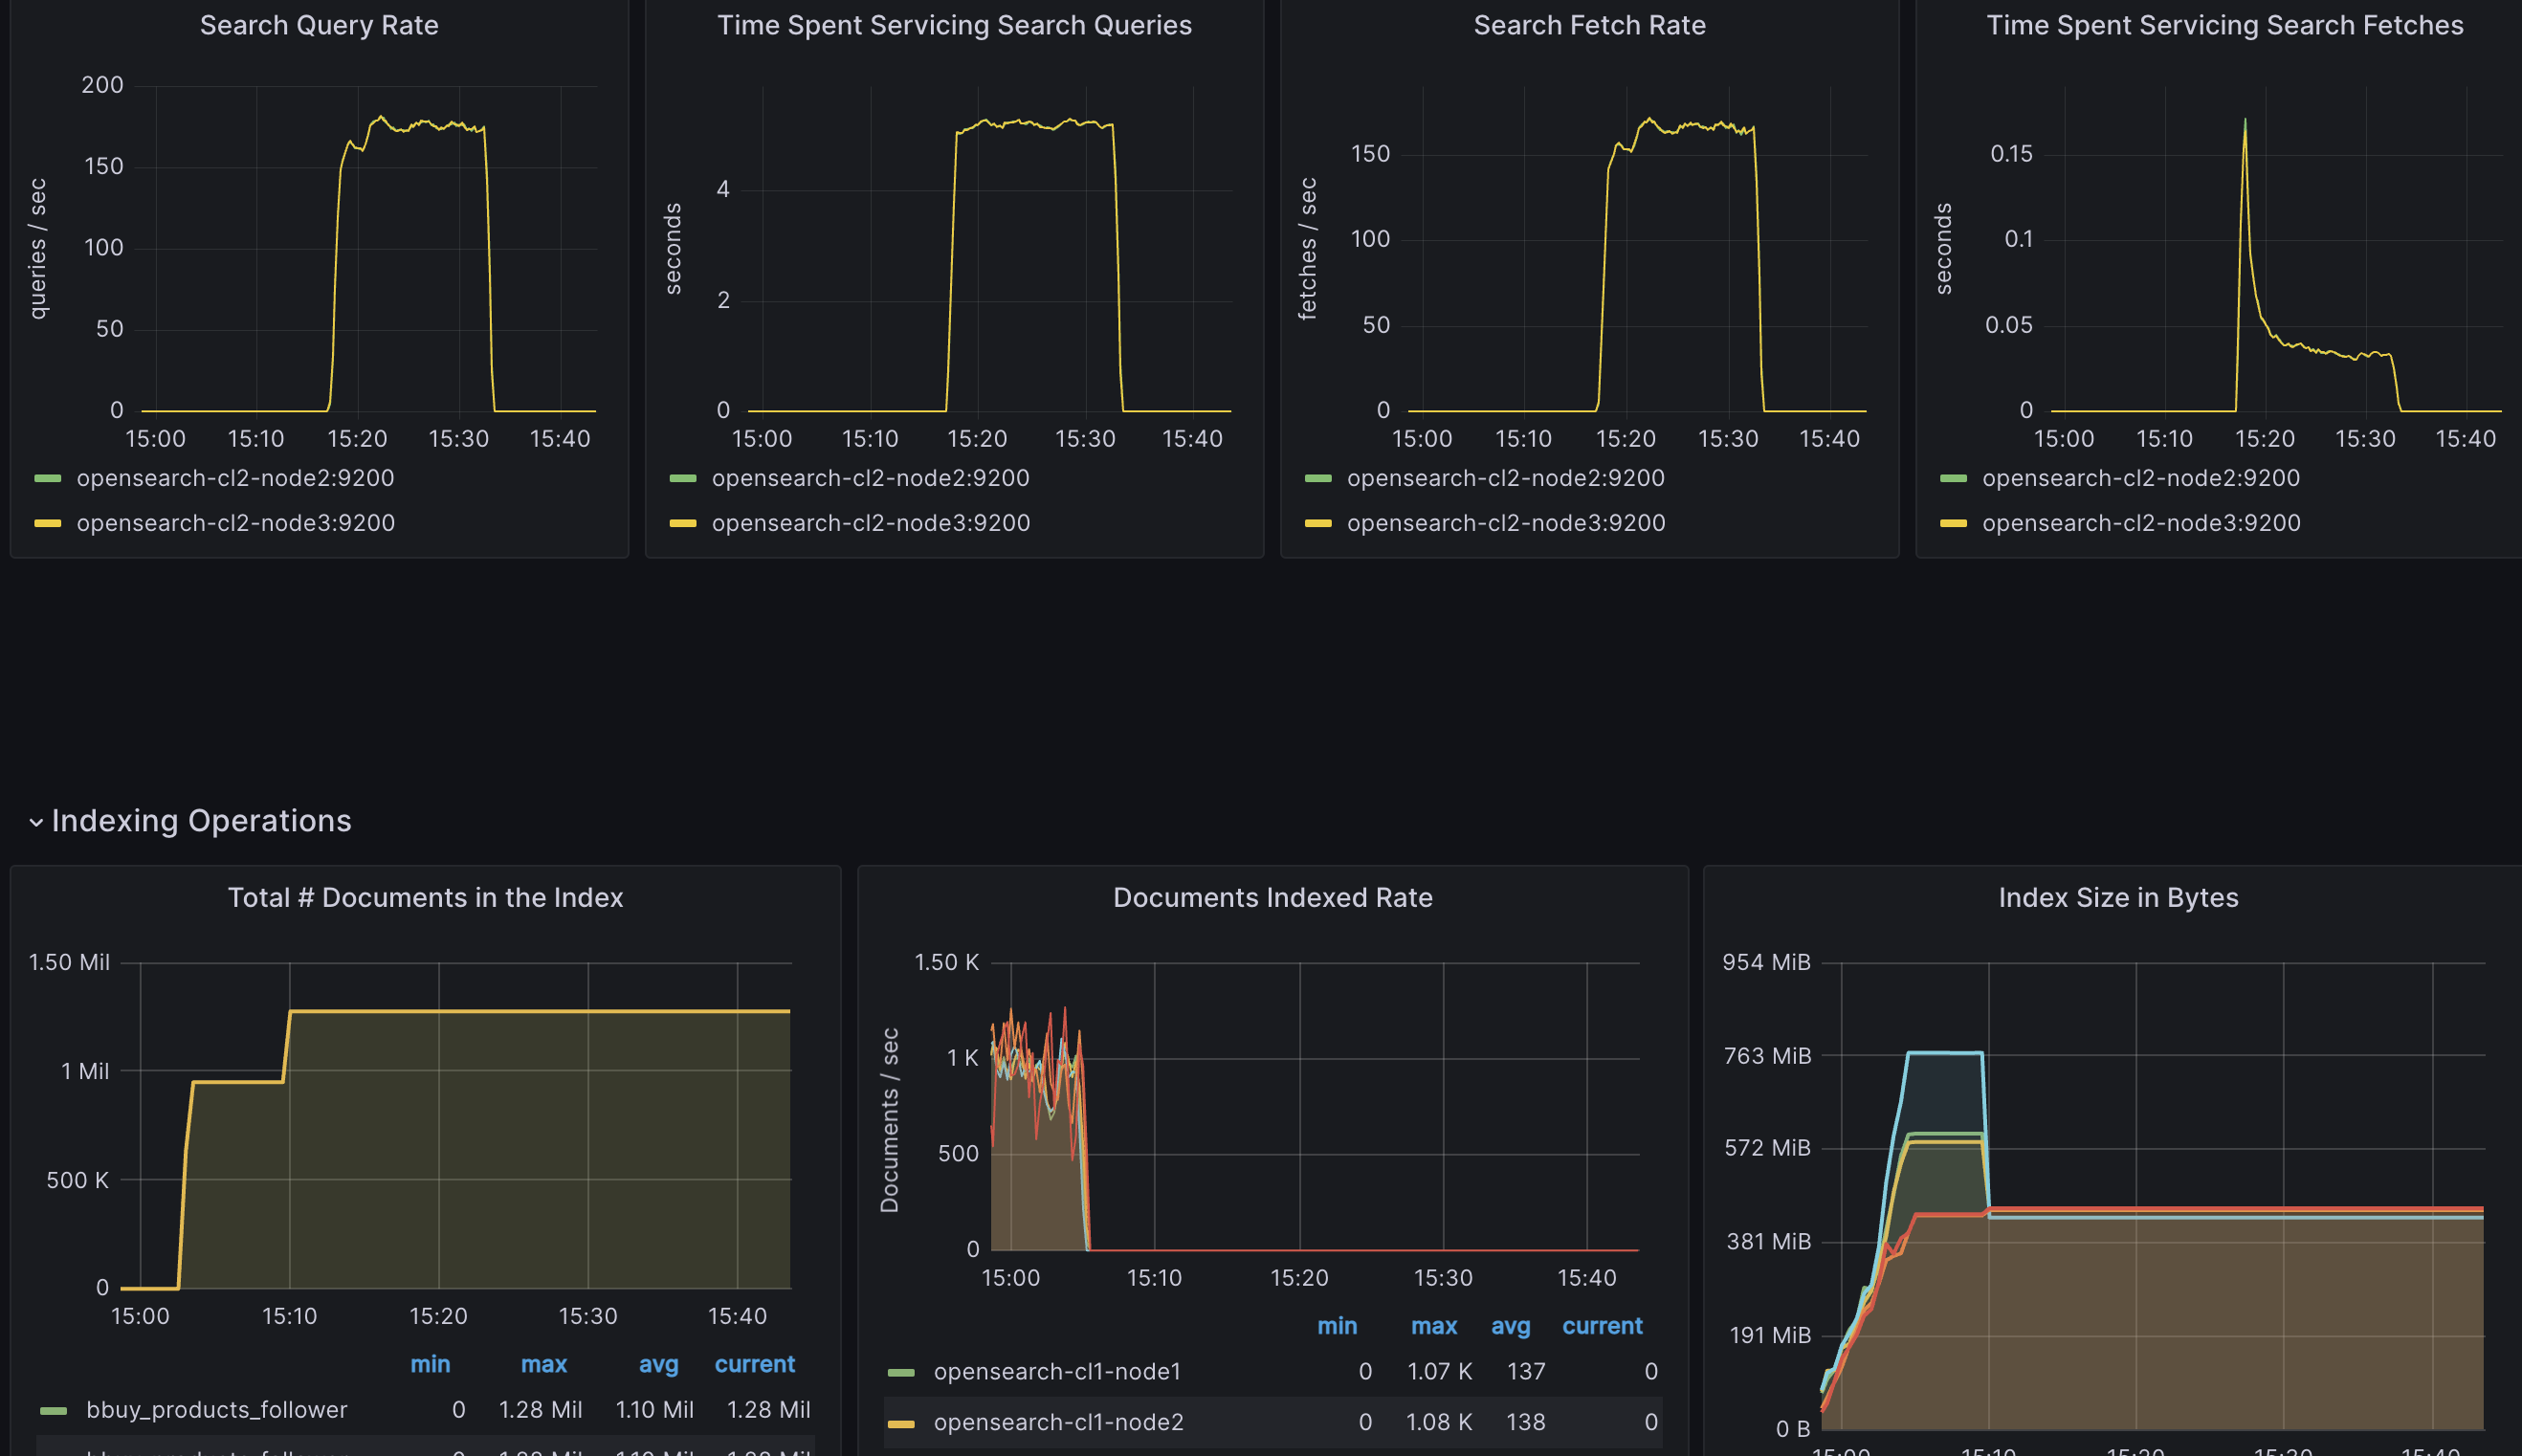 Search Query Rate
200
150
100
50
0
queries / sec
15:00 15:10 15:20 15:30 15:40
opensearch-cl2-node2:9200
opensearch-cl2-node3:9200
Time Spent Servicing Search Queries
4
2
0
seconds
15:00 15:10 15:20 15:30 15:40
opensearch-cl2-node2:9200
opensearch-cl2-node3:9200
Search Fetch Rate
150
100
50
0
fetches / sec
15:00 15:10 15:20 15:30 15:40
opensearch-cl2-node2:9200
opensearch-cl2-node3:9200
Time Spent Servicing Search Fetches
0.15
0.1
0.05
0
seconds
15:00 15:10 15:20 15:30 15:40
opensearch-cl2-node2:9200
opensearch-cl2-node3:9200
Indexing Operations
Total # Documents in the Index
1.50 Mil
1 Mil
500 K
0
15:00 15:10 15:20 15:30 15:40
min max avg current
bbuy_products_follower 0 1.28 Mil 1.10 Mil 1.28 Mil
Documents Indexed Rate
1.50 K
1 K
500
0
Documents / sec
15:00 15:10 15:20 15:30 15:40
min max avg current
opensearch-cl1-node1 0 1.07 K 137 0
opensearch-cl1-node2 0 1.08 K 138 0
Index Size in Bytes
954 MiB
763 MiB
572 MiB
381 MiB
191 MiB
0 B
15:00 15:10 15:20 15:30 15:40